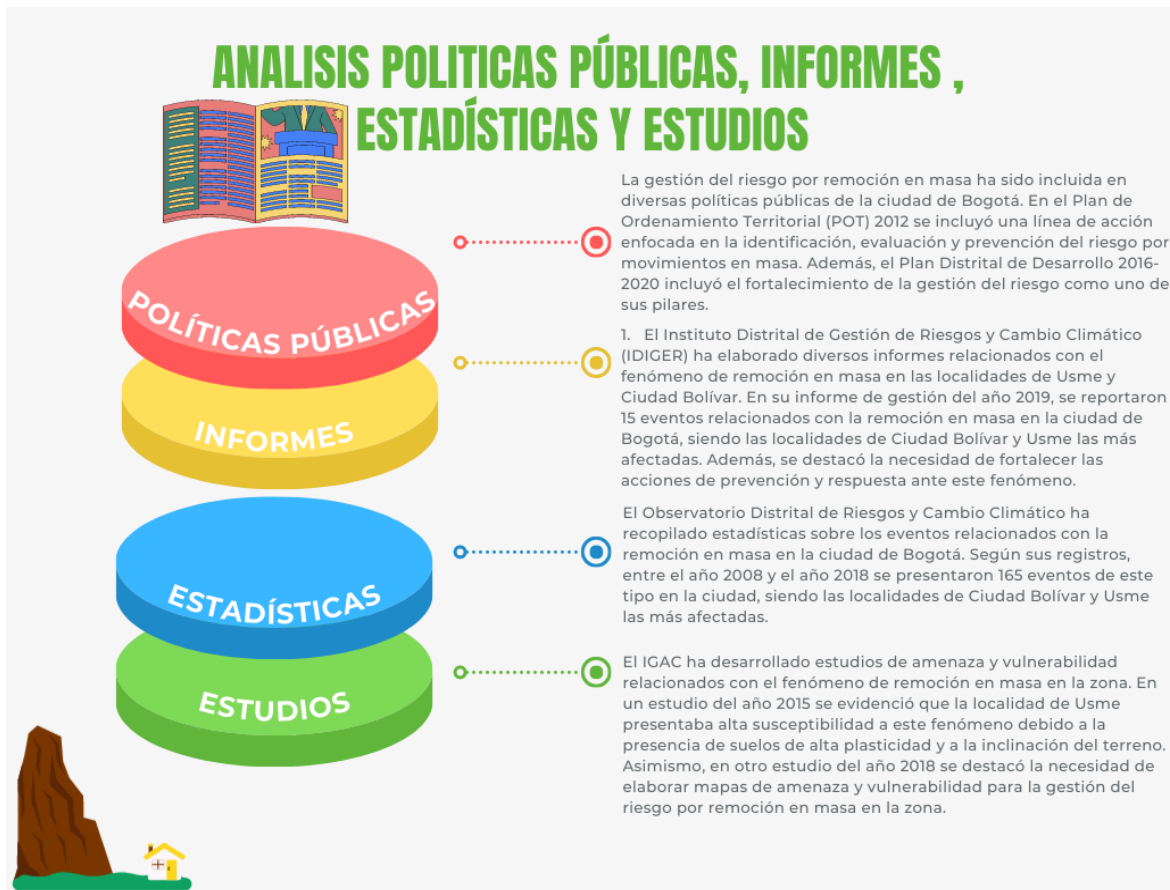 ANALISIS POLITICAS PÚBLICAS, INFORMES ,
ESTADÍSTICAS Y ESTUDIOS
POLÍTICAS PÚBLICAS
La gestión del riesgo por remoción en masa ha sido incluida en
diversas políticas públicas de la ciudad de Bogotá. En el Plan de
Ordenamiento Territorial (POT) 2012 se incluyó una línea de acción
enfocada en la identificación, evaluación y prevención del riesgo por
movimientos en masa. Además, el Plan Distrital de Desarrollo 2016-
2020 incluyó el fortalecimiento de la gestión del riesgo como uno de
sus pilares.
INFORMES
1. El Instituto Distrital de Gestión de Riesgos y Cambio Climático
(IDIGER) ha elaborado diversos informes relacionados con el
fenómeno de remoción en masa en las localidades de Usme y
Ciudad Bolívar. En su informe de gestión del año 2019, se reportaron
15 eventos relacionados con la remoción en masa en la ciudad de
Bogotá, siendo las localidades de Ciudad Bolívar y Usme las más
afectadas. Además, se destacó la necesidad de fortalecer las
acciones de prevención y respuesta ante este fenómeno.
ESTADÍSTICAS
El Observatorio Distrital de Riesgos y Cambio Climático ha
recopilado estadísticas sobre los eventos relacionados con la
remoción en masa en la ciudad de Bogotá. Según sus registros,
entre el año 2008 y el año 2018 se presentaron 165 eventos de este
tipo en la ciudad, siendo las localidades de Ciudad Bolívar y Usme
las más afectadas.
ESTUDIOS
El IGAC ha desarrollado estudios de amenaza y vulnerabilidad
relacionados con el fenómeno de remoción en masa en la zona. En
un estudio del año 2015 se evidenció que la localidad de Usme
presentaba alta susceptibilidad a este fenómeno debido a la
presencia de suelos de alta plasticidad y a la inclinación del terreno.
Asimismo, en otro estudio del año 2018 se destacó la necesidad de
elaborar mapas de amenaza y vulnerabilidad para la gestión del
riesgo por remoción en masa en la zona.